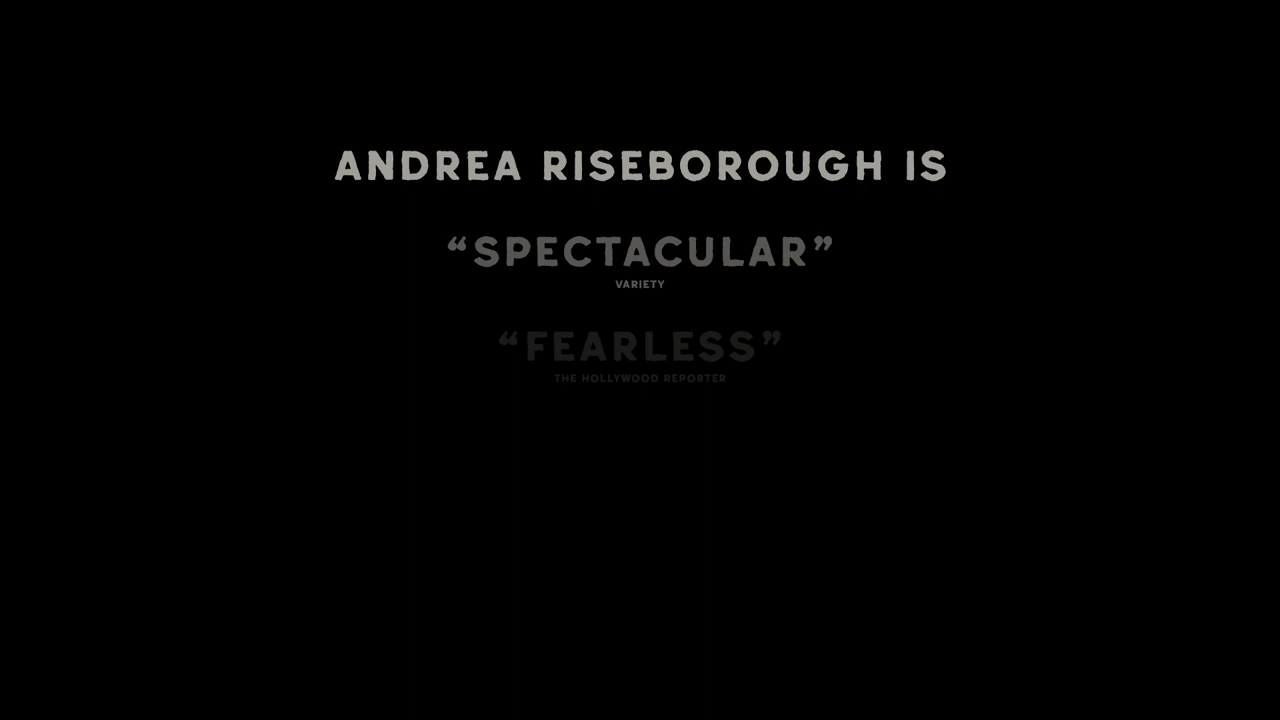 ANDREA RISEBOROUGH IS
“SPECTACULAR”
VARIETY
“FEARLESS”
THE HOLLYWOOD REPORTER